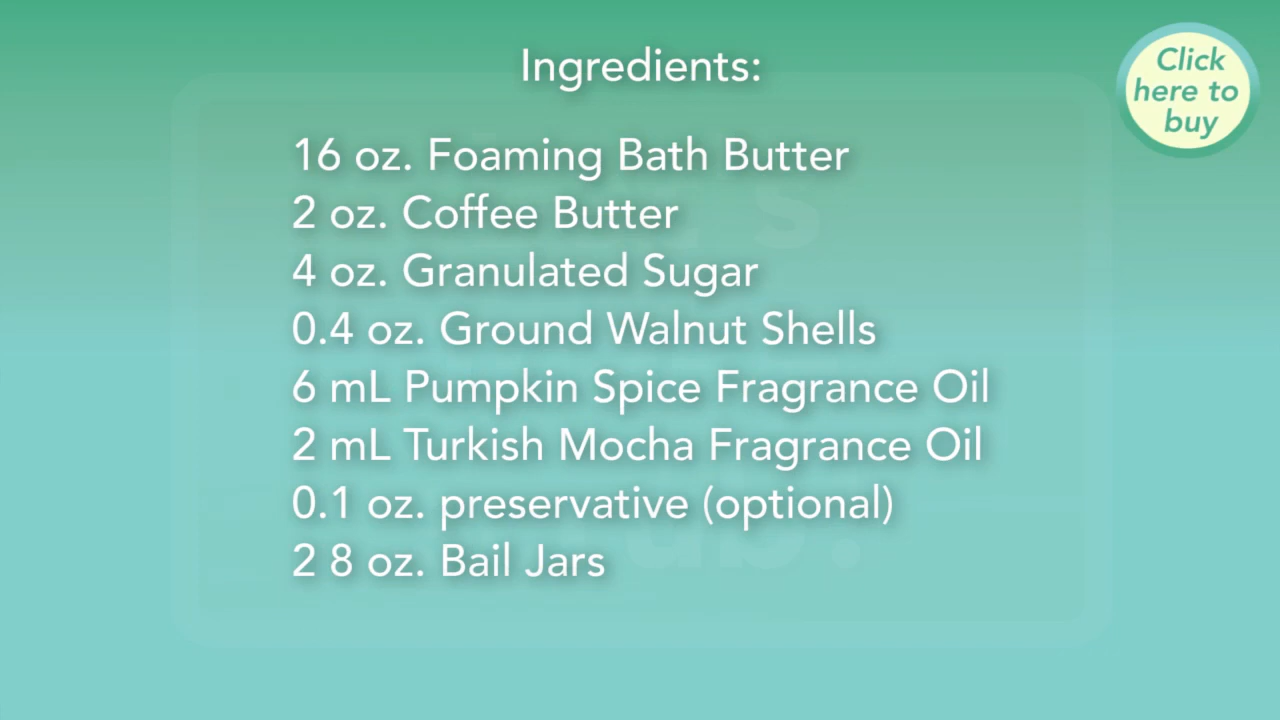 Ingredients:
Click
here to
buy
16 oz. Foaming Bath Butter
2 oz. Coffee Butter
4 oz. Granulated Sugar
0.4 oz. Ground Walnut Shells
6 mL Pumpkin Spice Fragrance Oil
2 mL Turkish Mocha Fragrance Oil
0.1 oz. preservative (optional)
2 8 oz. Bail Jars